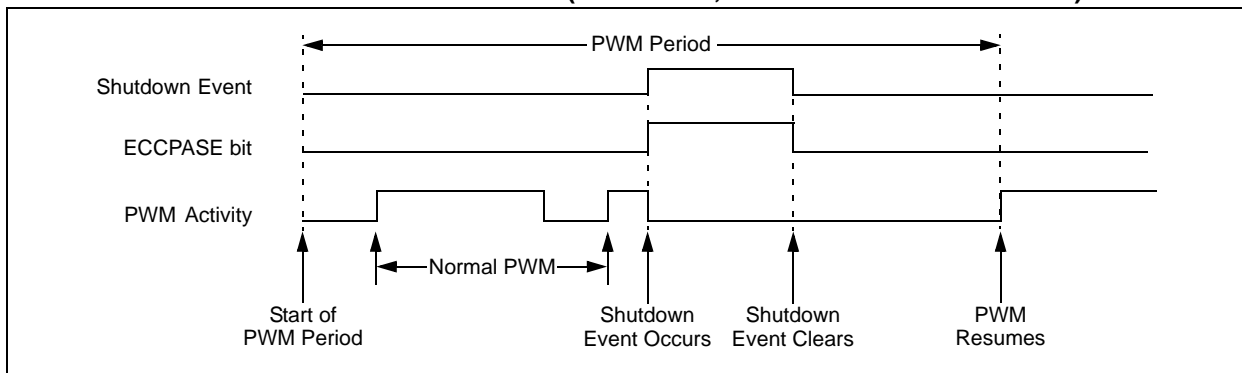 PWM Period
Shutdown Event
ECCPASE bit
PWM Activity
Normal PWM
Start of
PWM Period
Shutdown
Event Occurs
Shutdown
Event Clears
PWM
Resumes